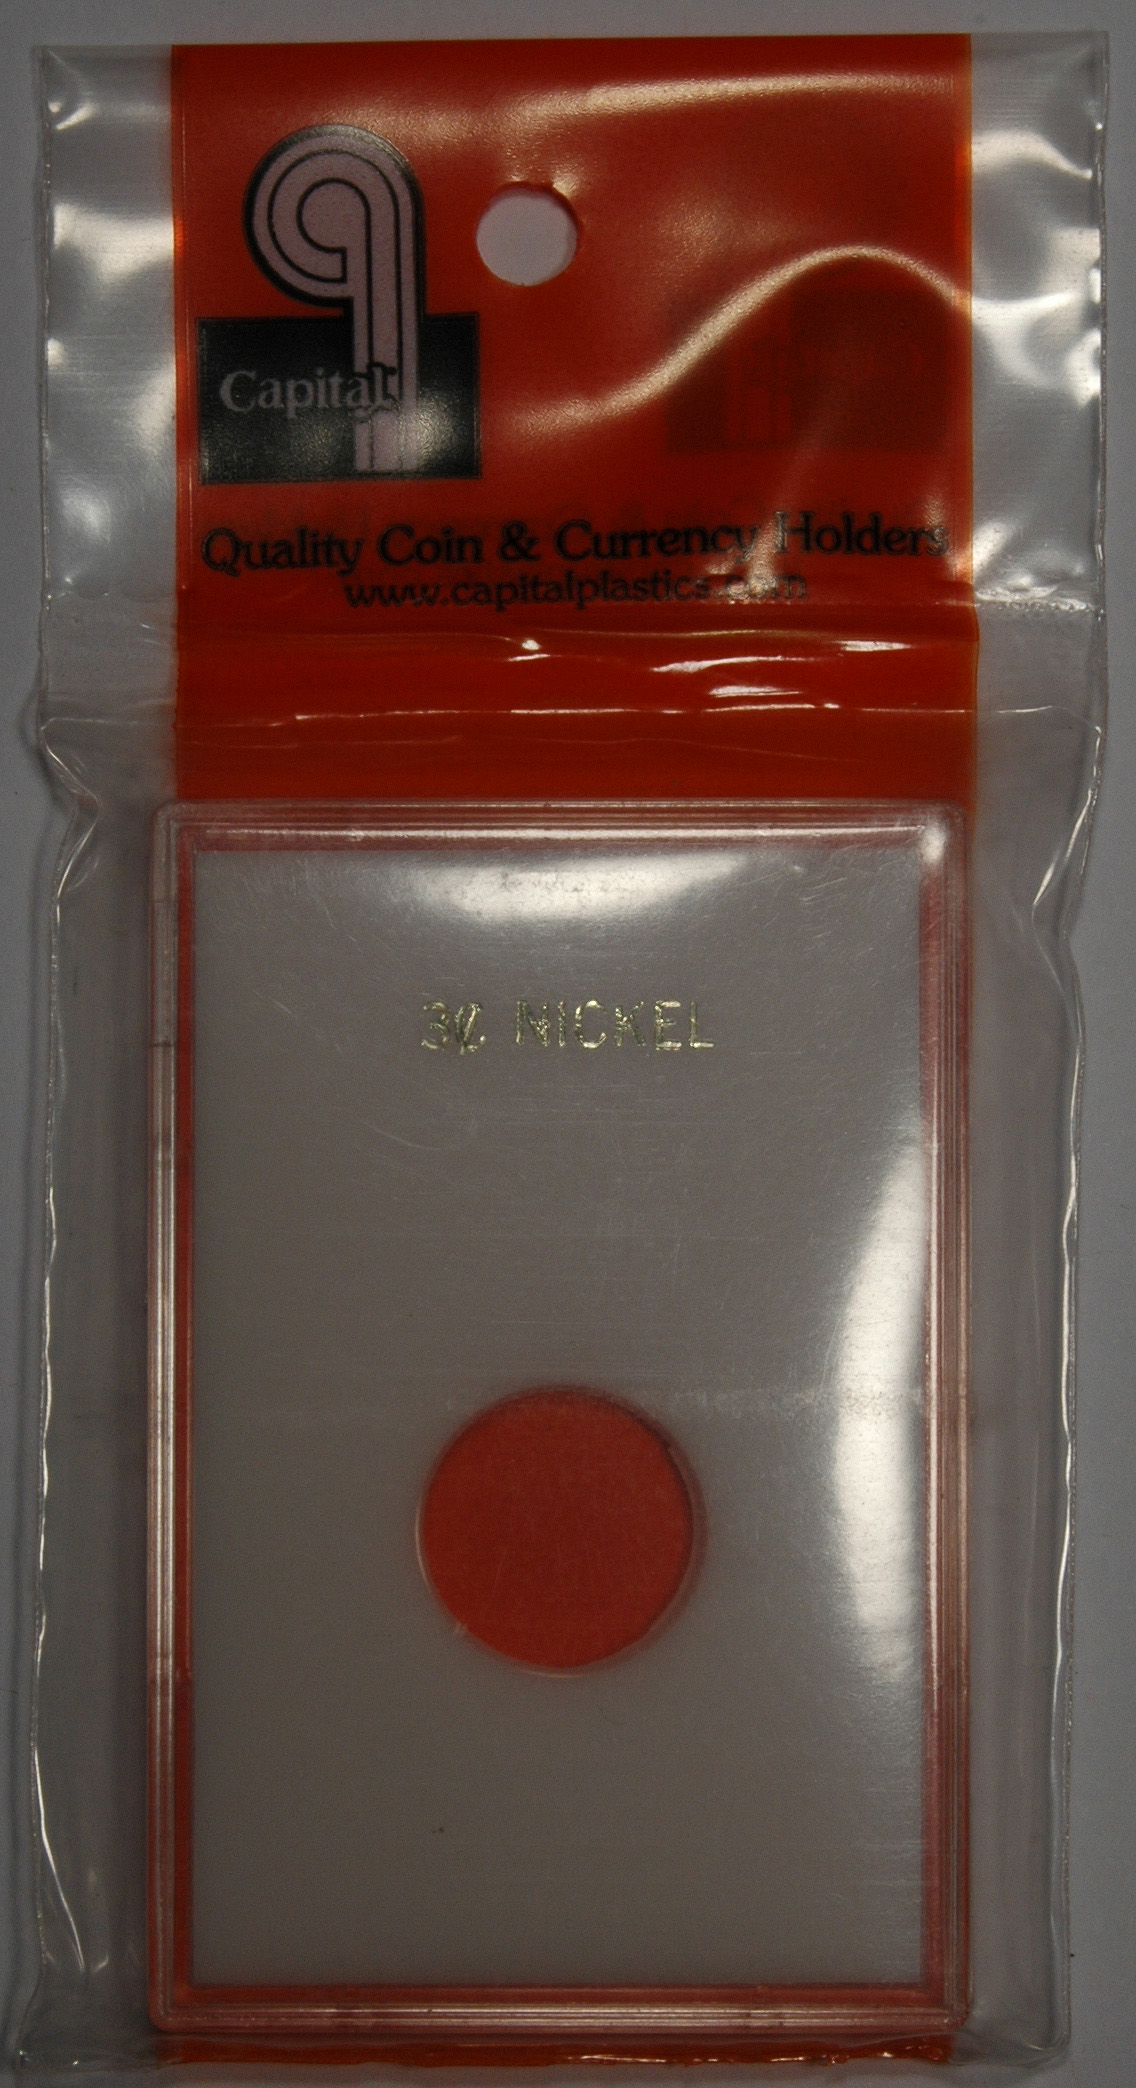 Capital
Quality Coin & Currency Holders
www.capitalplastics.com
3¢ NICKEL